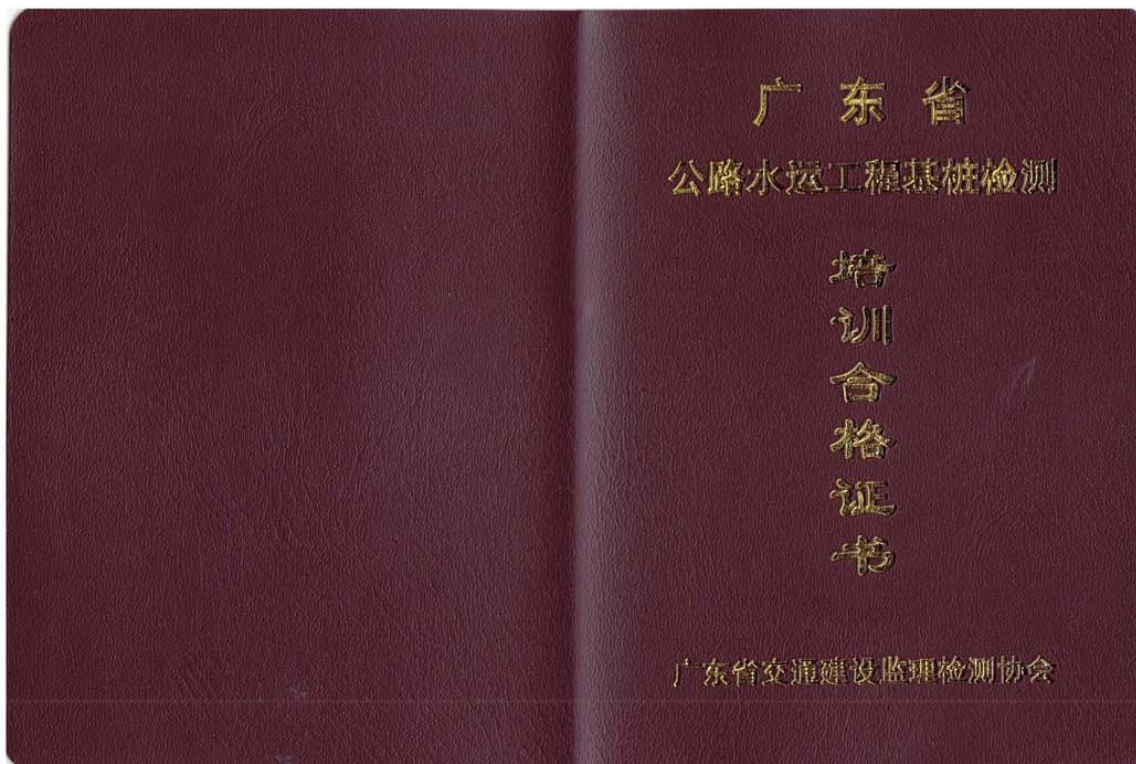 广东省
公路水运工程基桩检测
培训合格证书
广东省交通建设监理检测协会